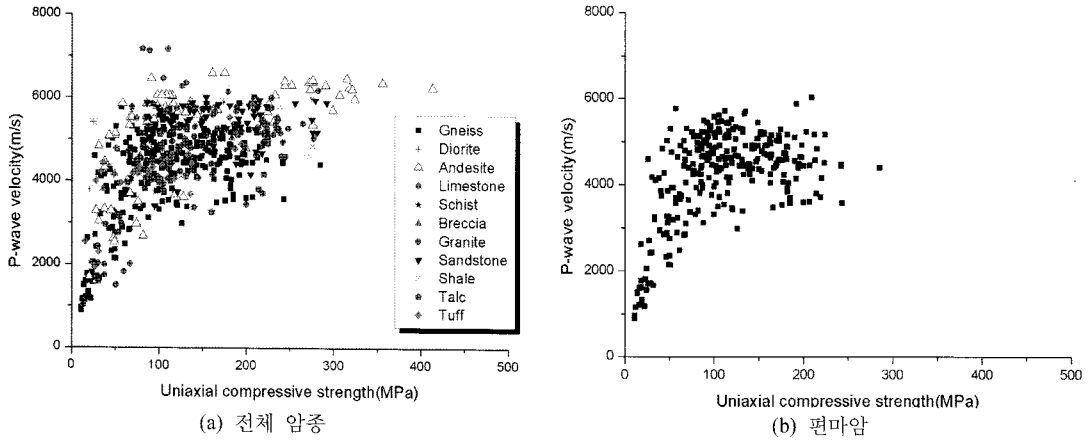 8000
6000
4000
2000
0
P-wave velocity(m/s)
0
100
200
300
400
500
Uniaxial compressive strength(MPa)
Gneiss
Diorite
Andesite
Limestone
Schist
Breccia
Granite
Sandstone
Shale
Talc
Tuff
(a) 전체 암종
8000
6000
4000
2000
0
P-wave velocity(m/s)
0
100
200
300
400
500
Uniaxial compressive strength(MPa)
(b) 편마암